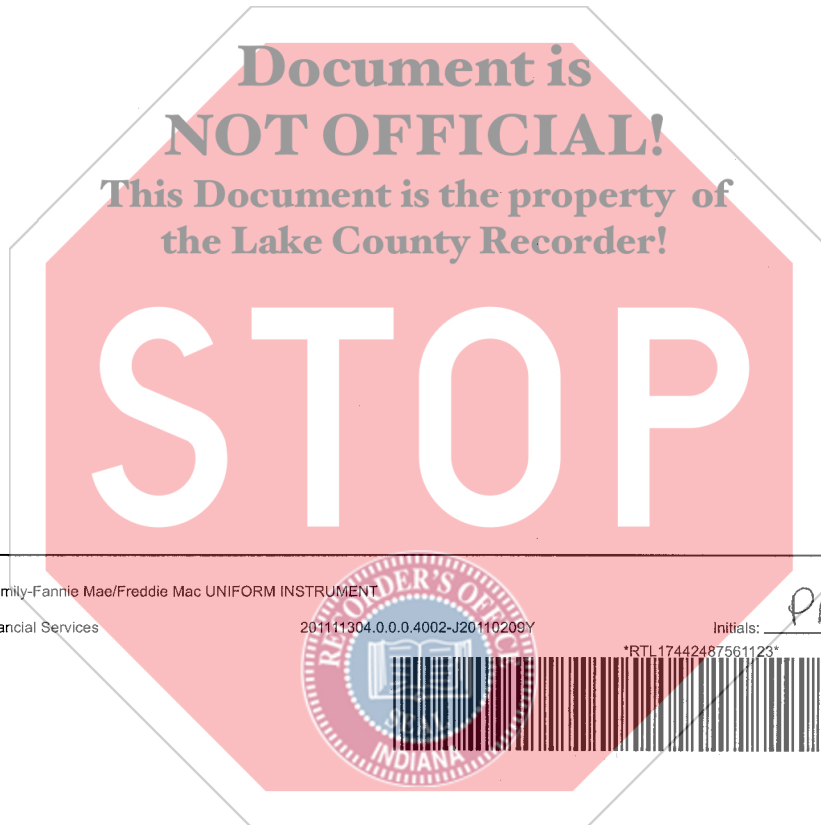 Document is
NOT OFFICIAL!
This Document is the property of
the Lake County Recorder!
STOP
mily-Fannie Mae/Freddie Mac UNIFORM INSTRUMENT
ancial Services 201111304.0.0.0.4002-J20110209Y Initials:
*RTL17442487561123*
RECORDER'S OFFICE
SEAL
INDIANA